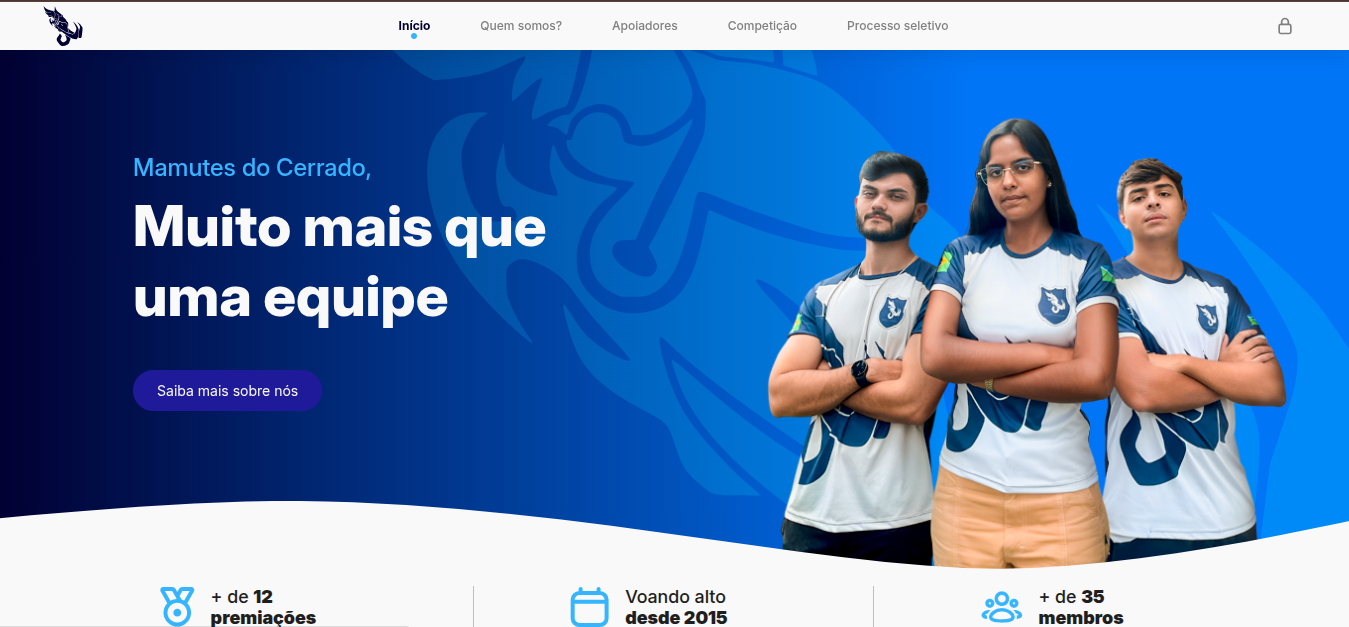 Início
Quem somos?
Apoiadores
Competição
Processo seletivo
Mamutes do Cerrado,
Muito mais que
uma equipe
Saiba mais sobre nós
+ de 12
premiações
Voando alto
desde 2015
+ de 35
membros